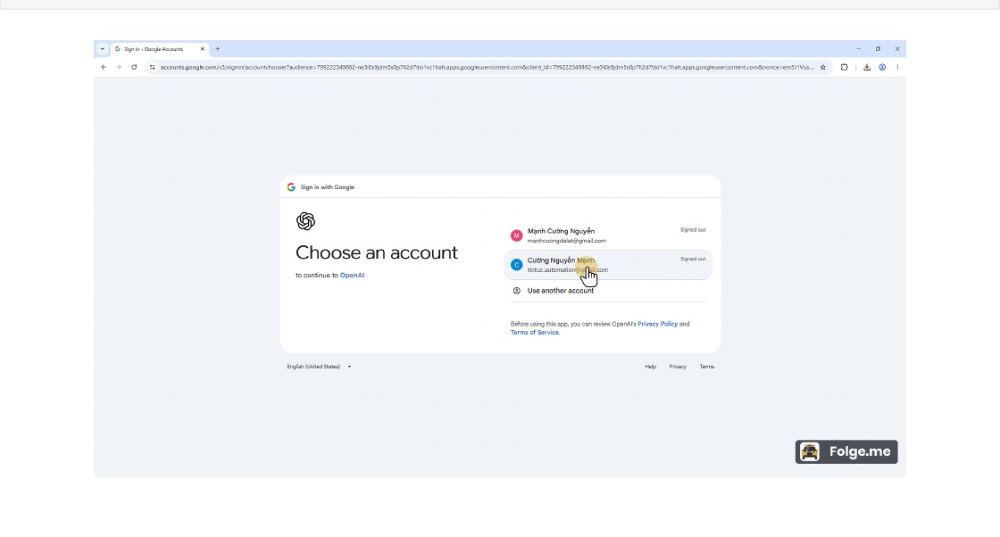 Sign in - Google Accounts
accounts.google.com/v3/signin/accountchooser?audience=799222349882-ne3i0s9jdm5s0p7ll2d7tlsi1vc1halt.apps.googleusercontent.com&client_id=799222349882-ne3i0s9jdm5s0p7ll2d7tlsi1vc1halt.apps.googleusercontent.com&nonce=em5J1Vus...
Sign in with Google
Choose an account
to continue to OpenAI
M
Mạnh Cường Nguyễn
manhcuongdalat@gmail.com
Signed out
C
Cường Nguyễn Mạnh
tintuc.automation@gmail.com
Signed out
Use another account
Before using this app, you can review OpenAI's Privacy Policy and
Terms of Service.
English (United States)
Help
Privacy
Terms
Folge.me